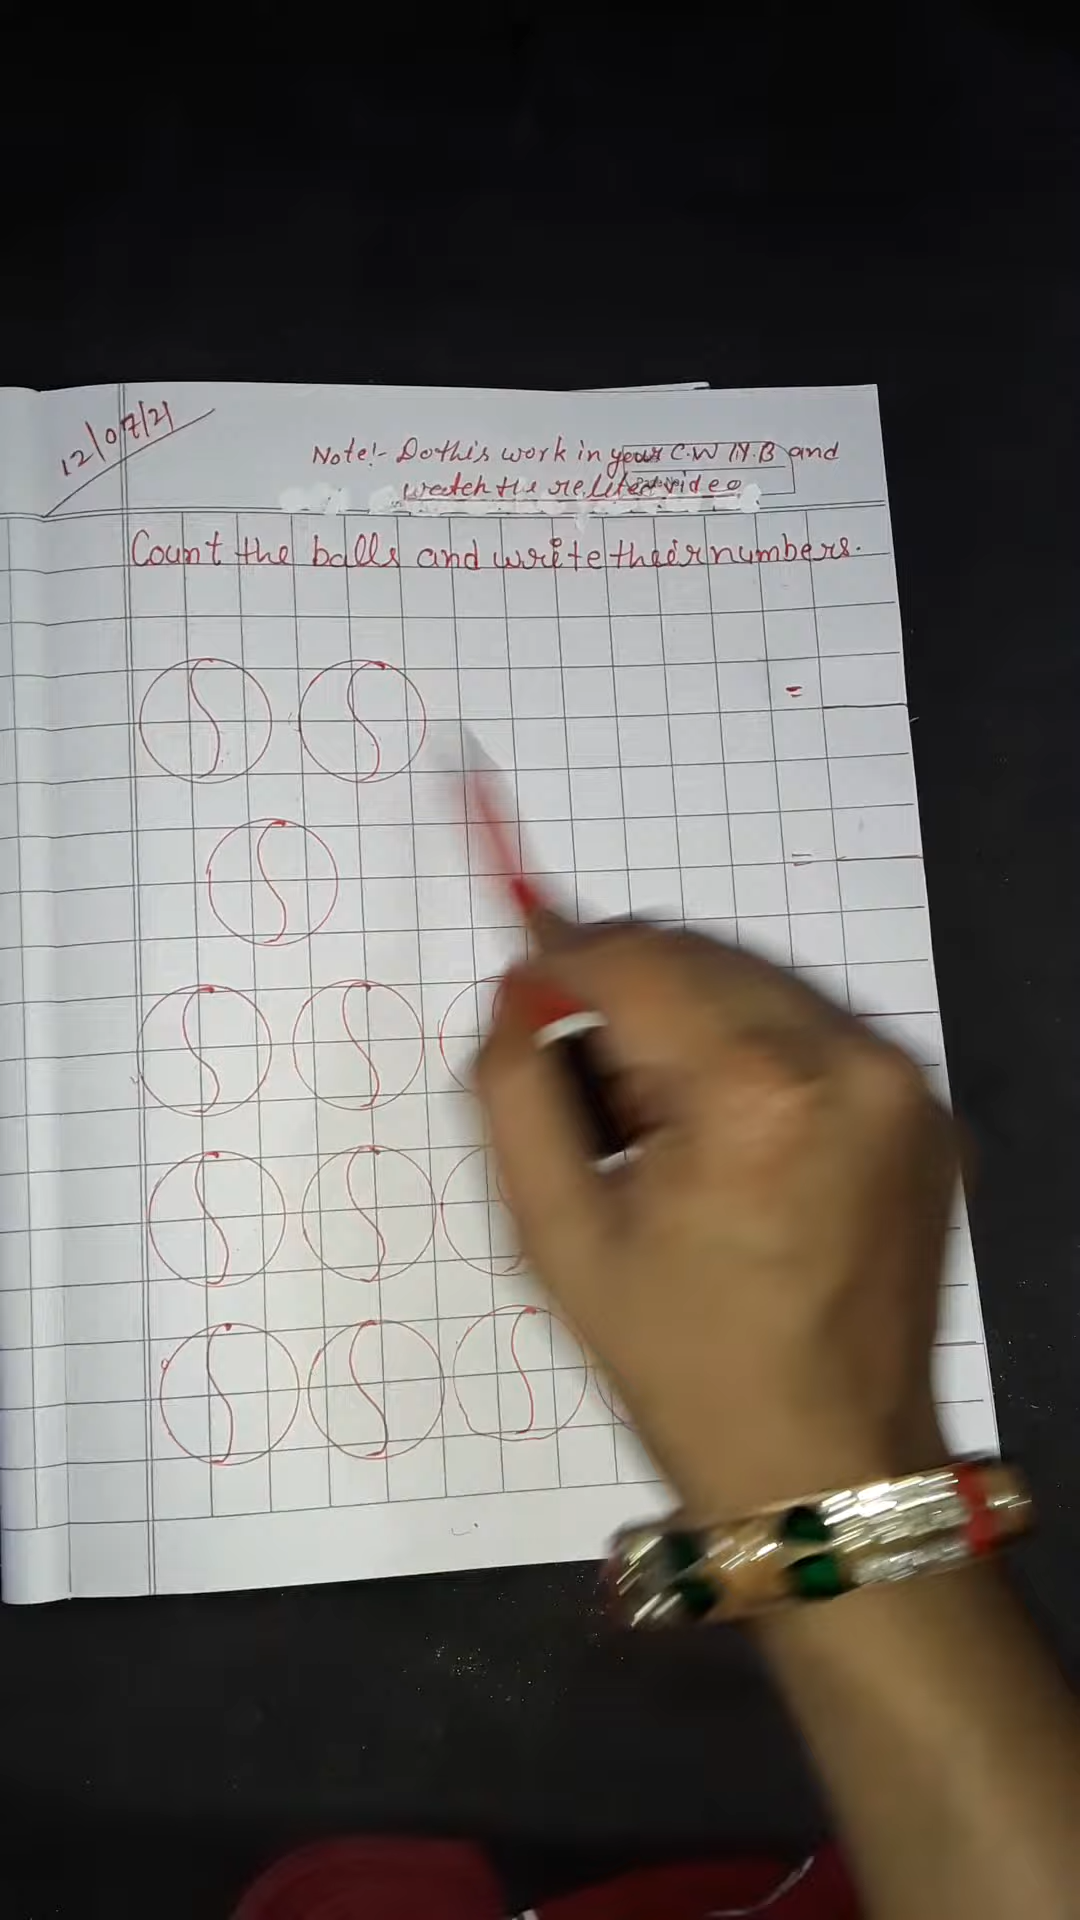 12/07/21
Note:- Do this work in your C.W N.B and
watch the relited video
Count the balls and write their numbers.
=
=